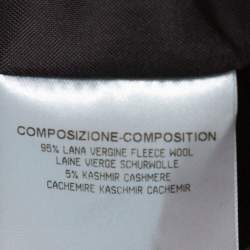 COMPOSIZIONE-COMPOSITION
95% LANA VERGINE FLEECE WOOL
LAINE VIERGE SCHURWOLLE
5% KASHMIR CASHMERE
CACHEMIRE KASCHMIR CACHEMIR